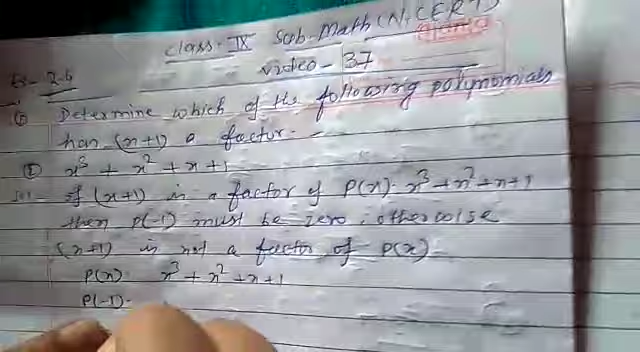 Class-IX Sub-Math (N.C.E.R.T)
video-37
Ex-2.4
① Determine which of the following polynomials
has (x+1) a factor.
① x³ + x² + x + 1
Sol If (x+1) is a factor of P(x) = x³ + x² + x + 1
then P(-1) must be zero, otherwise
(x+1) is not a factor of P(x)
P(x) x³ + x² + x + 1
P(-1) =